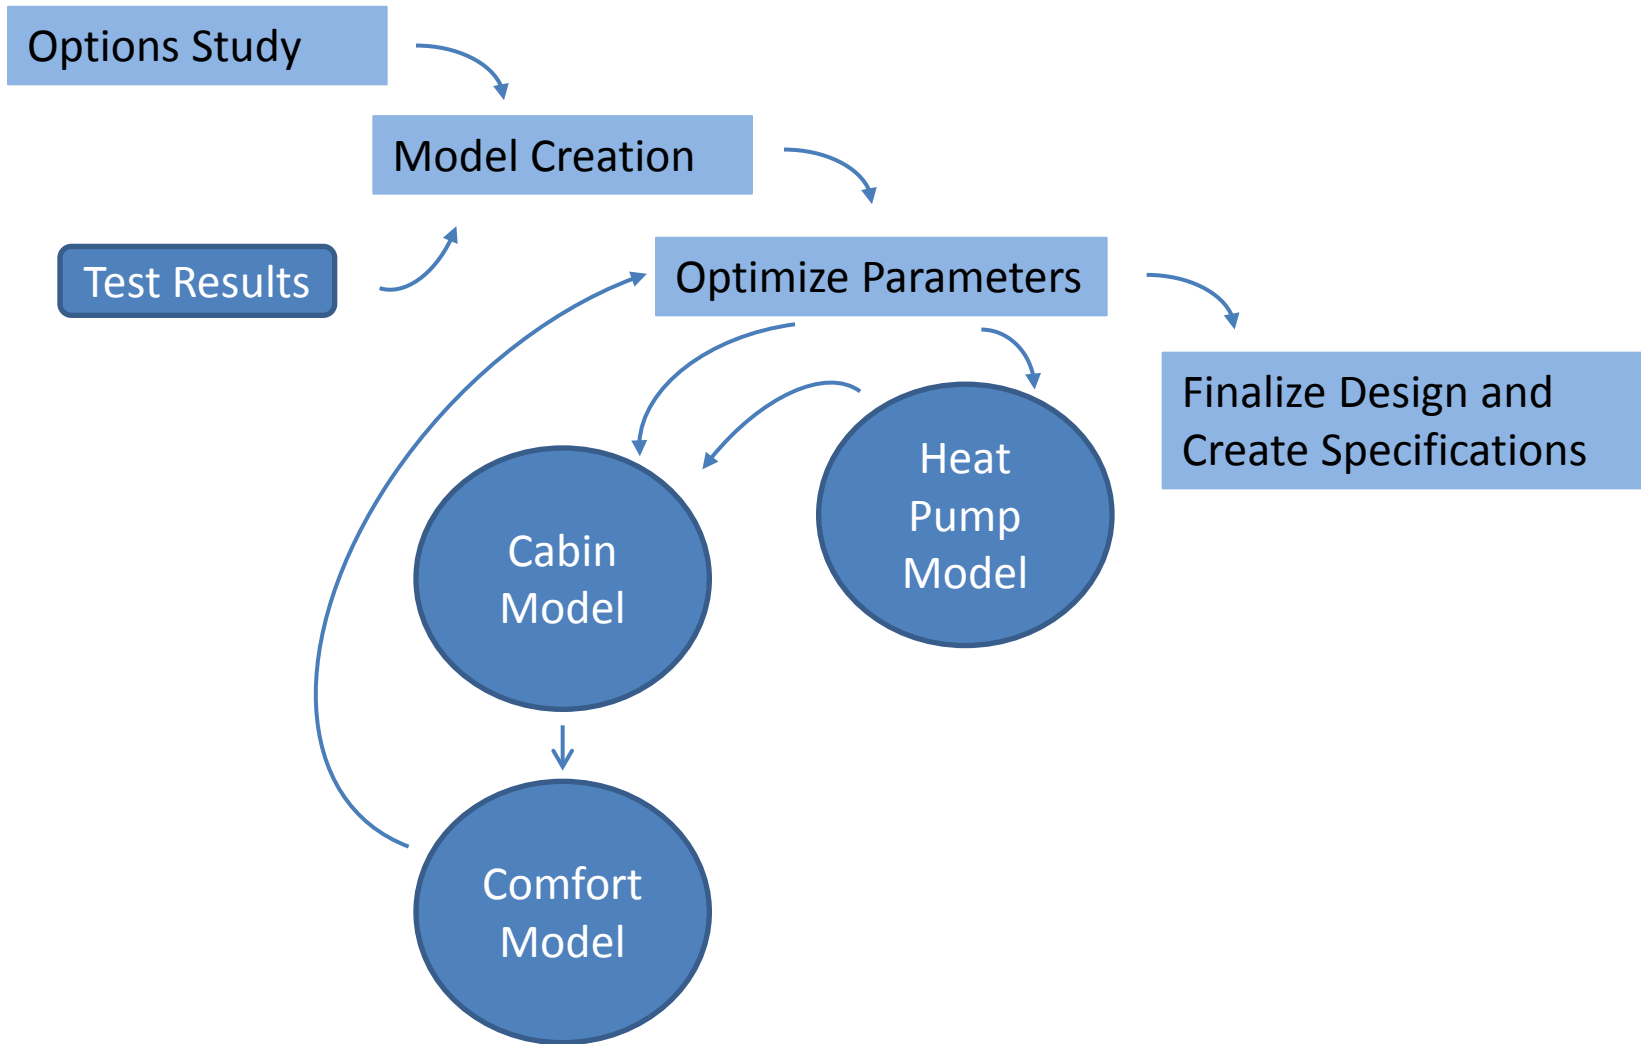 Options Study
Model Creation
Test Results
Optimize Parameters
Finalize Design and
Create Specifications
Heat
Pump
Model
Cabin
Model
Comfort
Model